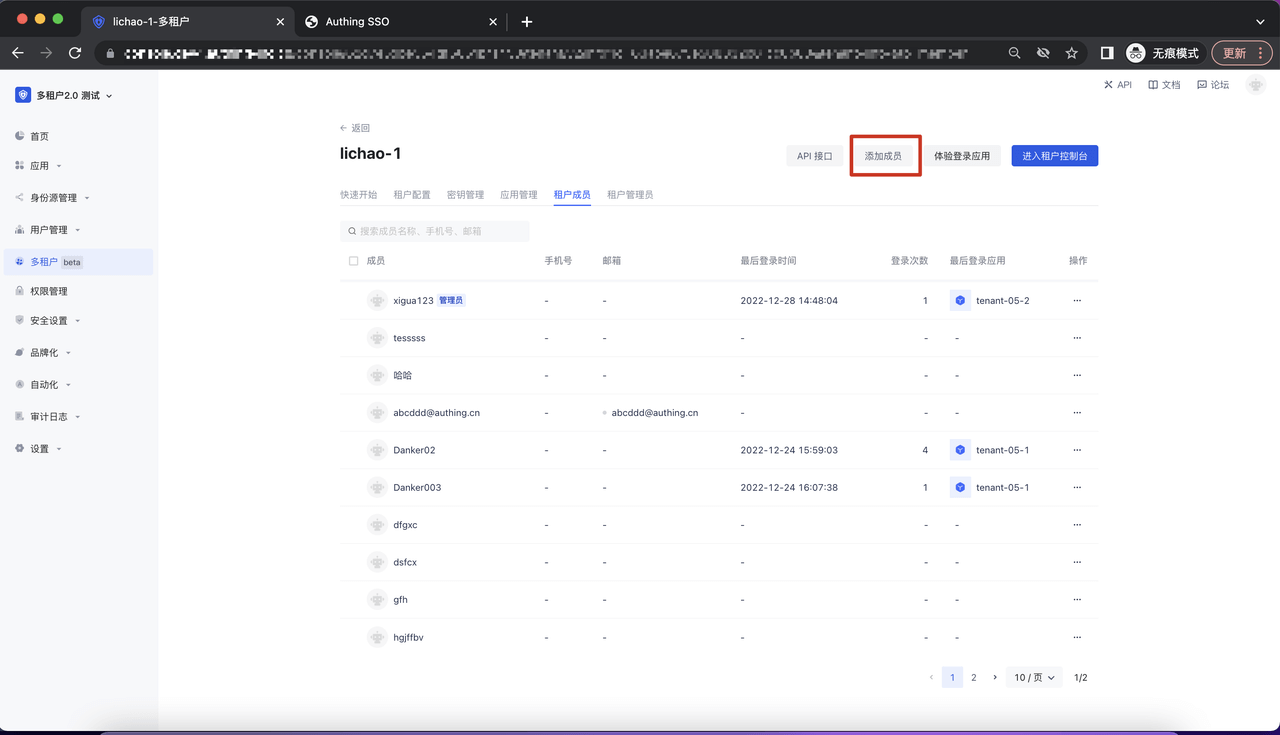 lichao-1-多租户
Authing SSO
无痕模式
更新
多租户2.0 测试
API
文档
论坛
首页
应用
身份源管理
用户管理
多租户 beta
权限管理
安全设置
品牌化
自动化
审计日志
设置
返回
lichao-1
API 接口
添加成员
体验登录应用
进入租户控制台
快速开始 租户配置 密钥管理 应用管理 租户成员 租户管理员
搜索成员名称、手机号、邮箱
成员 手机号 邮箱 最后登录时间 登录次数 最后登录应用 操作
xigua123 管理员 - - 2022-12-28 14:48:04 1 tenant-05-2 ···
tesssss - - - - - ···
哈哈 - - - - - ···
abcddd@authing.cn - abcddd@authing.cn - - - ···
Danker02 - - 2022-12-24 15:59:03 4 tenant-05-1 ···
Danker003 - - 2022-12-24 16:07:38 1 tenant-05-1 ···
dfgxc - - - - - ···
dsfcx - - - - - ···
gfh - - - - - ···
hgjffbv - - - - - ···
1 2 10 / 页 1/2